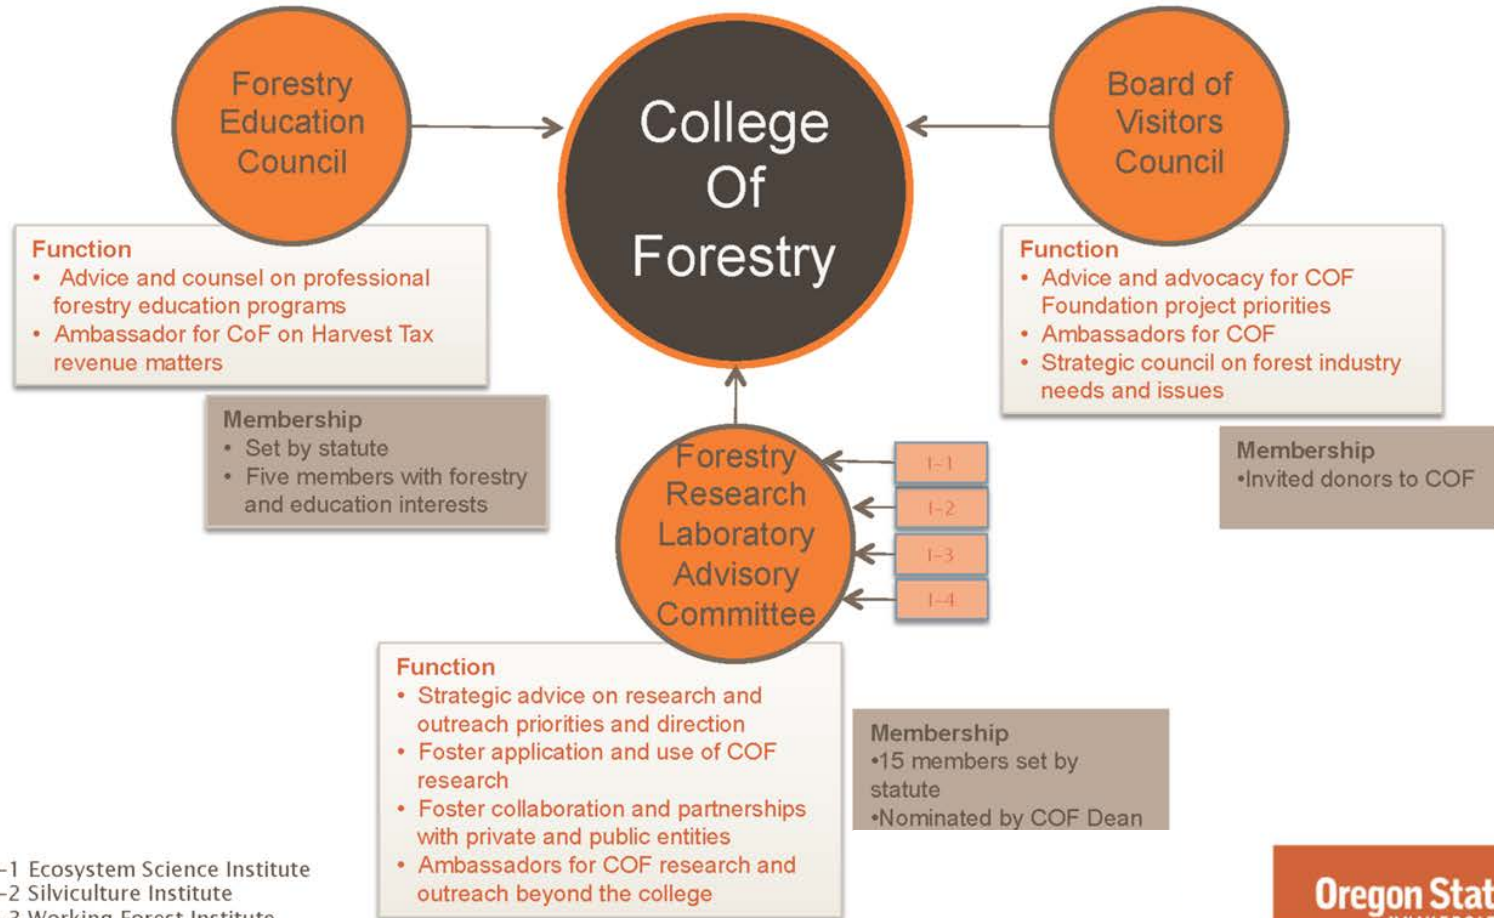 Forestry
Education
Council
College
Of
Forestry
Board of
Visitors
Council
Function
• Advice and counsel on professional
forestry education programs
• Ambassador for CoF on Harvest Tax
revenue matters
Membership
• Set by statute
• Five members with forestry
and education interests
Function
• Advice and advocacy for COF
Foundation project priorities
• Ambassadors for COF
• Strategic council on forest industry
needs and issues
Membership
•Invited donors to COF
Forestry
Research
Laboratory
Advisory
Committee
I-1
I-2
I-3
I-4
Function
• Strategic advice on research and
outreach priorities and direction
• Foster application and use of COF
research
• Foster collaboration and partnerships
with private and public entities
• Ambassadors for COF research and
outreach beyond the college
Membership
•15 members set by
statute
•Nominated by COF Dean
-1 Ecosystem Science Institute
-2 Silviculture Institute
-3 Working Forest Institute
Oregon Stat